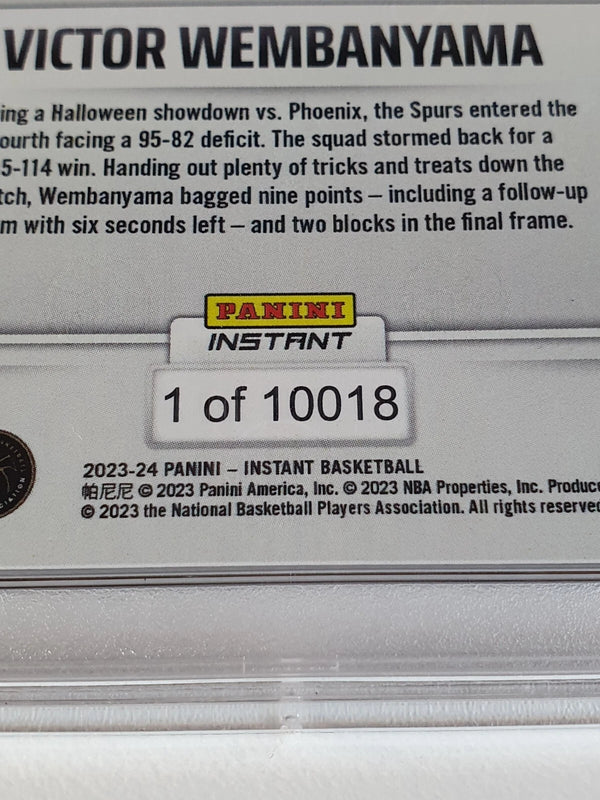 VICTOR WEMBANYAMA
ing a Halloween showdown vs. Phoenix, the Spurs entered the
ourth facing a 95-82 deficit. The squad stormed back for a
5-114 win. Handing out plenty of tricks and treats down the
tch, Wembanyama bagged nine points – including a follow-up
m with six seconds left – and two blocks in the final frame.
PANINI
INSTANT
1 of 10018
2023-24 PANINI – INSTANT BASKETBALL
帕尼尼 © 2023 Panini America, Inc. © 2023 NBA Properties, Inc. Produc
© 2023 the National Basketball Players Association. All rights reserve